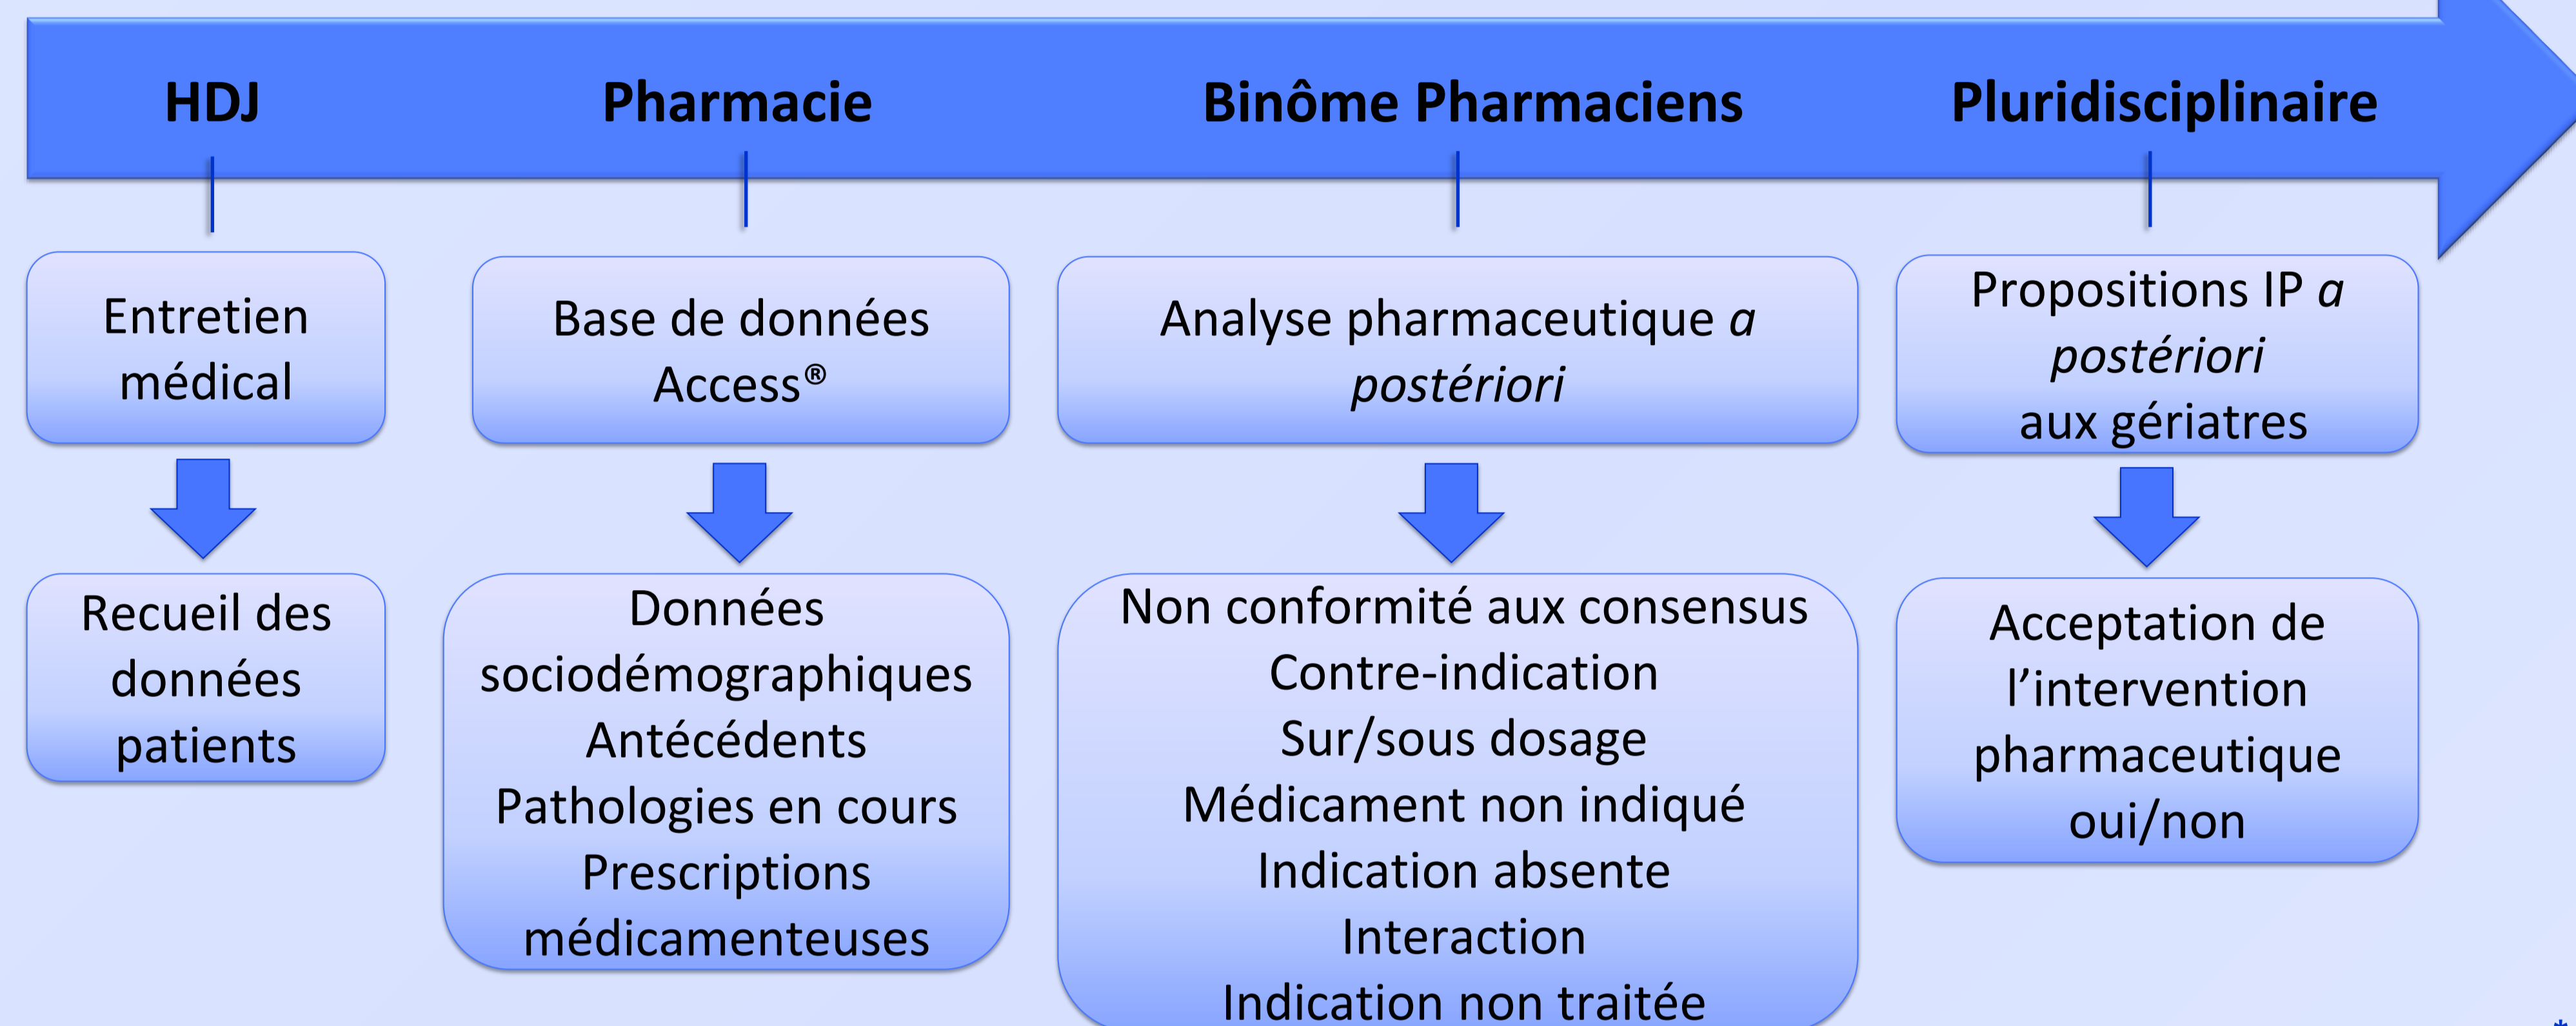 HDJ
Pharmacie
Binôme Pharmaciens
Pluridisciplinaire
Entretien
médical
Base de données
Access®
Analyse pharmaceutique a
postériori
Propositions IP a
postériori
aux gériatres
Recueil des
données
patients
Données
sociodémographiques
Antécédents
Pathologies en cours
Prescriptions
médicamenteuses
Non conformité aux consensus
Contre-indication
Sur/sous dosage
Médicament non indiqué
Indication absente
Interaction
Indication non traitée
Acceptation de
l’intervention
pharmaceutique
oui/non
*